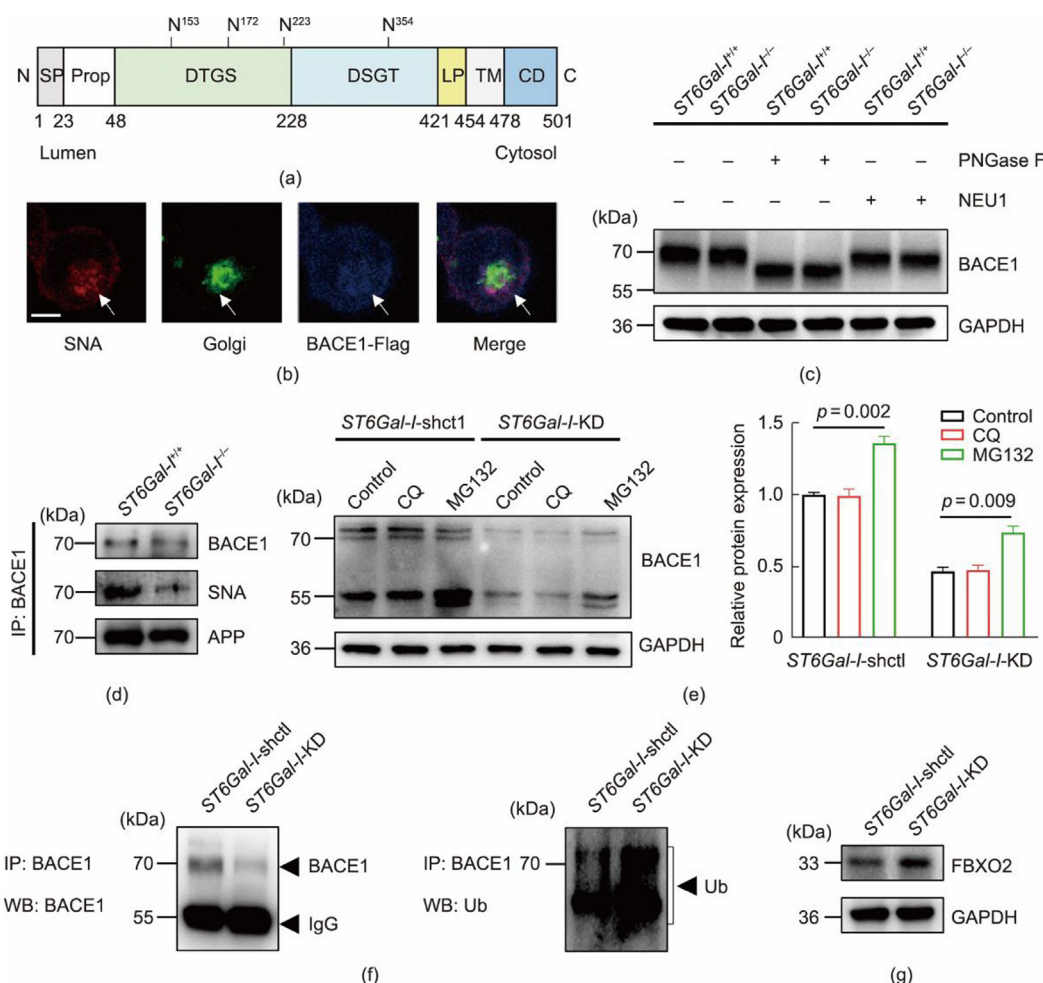 N153 N172 N223 N354
N SP Prop DTGS DSGT LP TM CD C
1 23 48 228 421 454 478 501
Lumen Cytosol
(a)
SNA Golgi BACE1-Flag Merge
(b)
ST6Gal-I+/+ ST6Gal-I−/− ST6Gal-I+/+ ST6Gal-I−/− ST6Gal-I+/+ ST6Gal-I−/−
− − + + − − PNGase F
− − − − + + NEU1
(kDa)
70
BACE1
55
36 GAPDH
(c)
ST6Gal-I+/+ ST6Gal-I−/−
(kDa)
IP: BACE1
70 BACE1
70 SNA
70 APP
(d)
ST6Gal-I-shct1 ST6Gal-I-KD
Control CQ MG132 Control CQ MG132
(kDa)
70
BACE1
55
36 GAPDH
Relative protein expression
1.5
1.0
0.5
0
p = 0.002
p = 0.009
Control
CQ
MG132
ST6Gal-I-shctl ST6Gal-I-KD
(e)
ST6Gal-I-shctl ST6Gal-I-KD
(kDa)
IP: BACE1 70 BACE1
WB: BACE1
55 IgG
ST6Gal-I-shctl ST6Gal-I-KD
(kDa)
IP: BACE1 70
WB: Ub
Ub
(f)
ST6Gal-I-shctl ST6Gal-I-KD
(kDa)
33 FBXO2
36 GAPDH
(g)